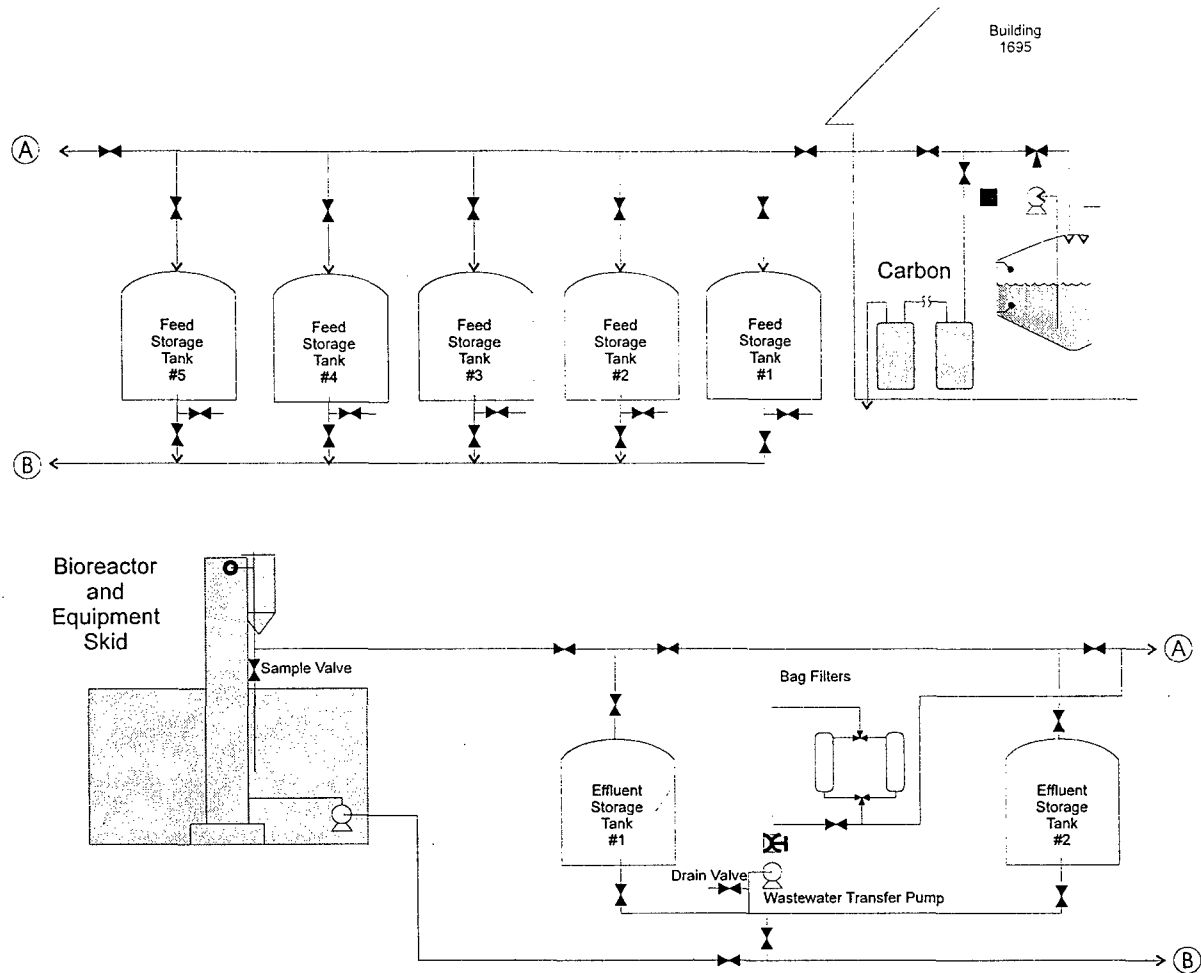 Building
1695
A
Carbon
Feed
Storage
Tank
#5
Feed
Storage
Tank
#4
Feed
Storage
Tank
#3
Feed
Storage
Tank
#2
Feed
Storage
Tank
#1
B
Bioreactor
and
Equipment
Skid
Sample Valve
A
Bag Filters
Effluent
Storage
Tank
#1
Effluent
Storage
Tank
#2
Drain Valve
Wastewater Transfer Pump
B